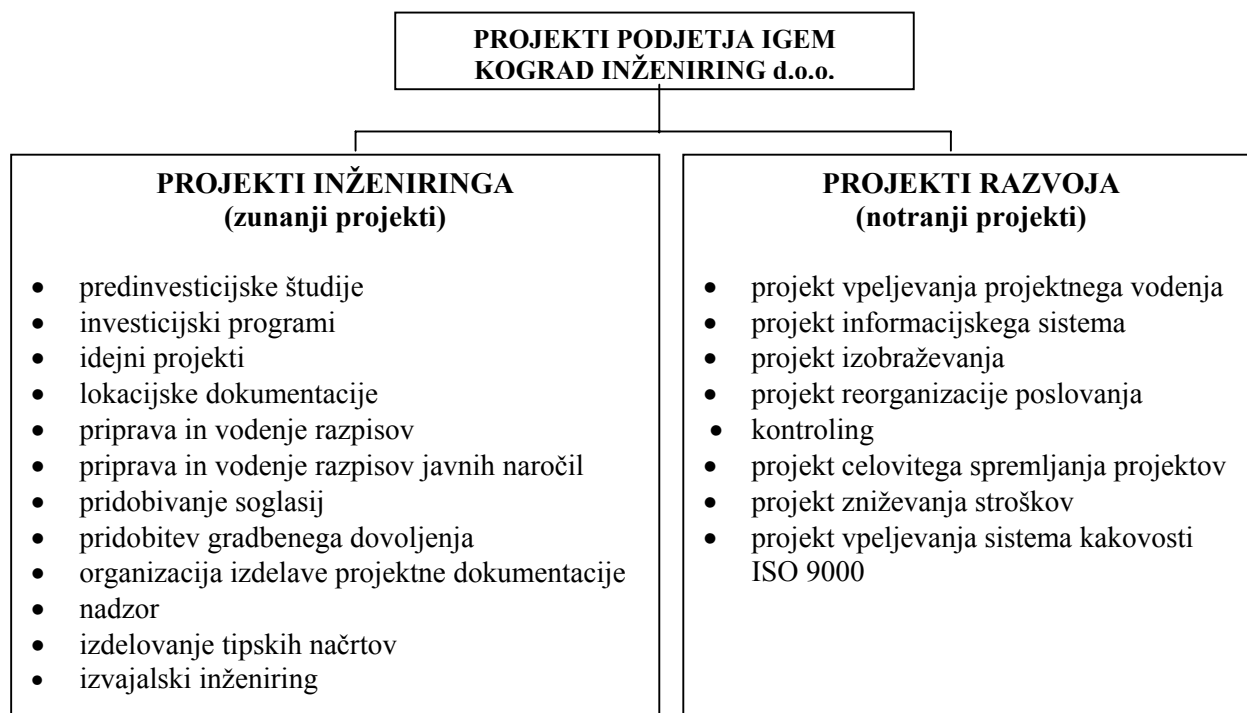 PROJEKTI PODJETJA IGEM
KOGRAD INŽENIRING d.o.o.
PROJEKTI INŽENIRINGA
(zunanji projekti)
• predinvesticijske študije
• investicijski programi
• idejni projekti
• lokacijske dokumentacije
• priprava in vodenje razpisov
• priprava in vodenje razpisov javnih naročil
• pridobivanje soglasij
• pridobitev gradbenega dovoljenja
• organizacija izdelave projektne dokumentacije
• nadzor
• izdelovanje tipskih načrtov
• izvajalski inženiring
PROJEKTI RAZVOJA
(notranji projekti)
• projekt vpeljevanja projektnega vodenja
• projekt informacijskega sistema
• projekt izobraževanja
• projekt reorganizacije poslovanja
• kontroling
• projekt celovitega spremljanja projektov
• projekt zniževanja stroškov
• projekt vpeljevanja sistema kakovosti
ISO 9000